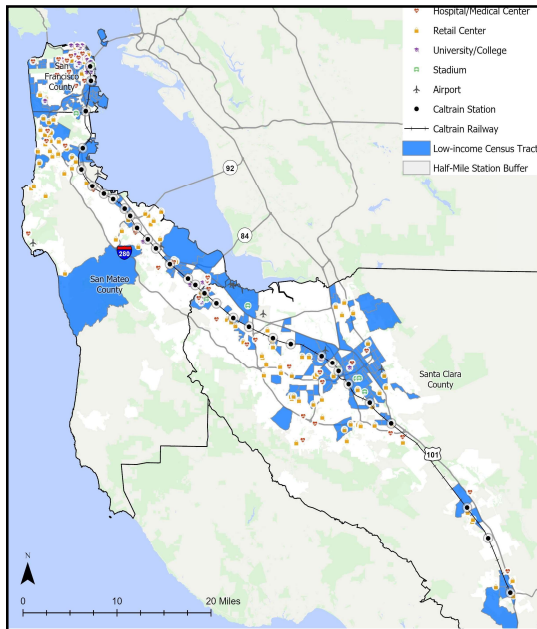 Hospital/Medical Center
Retail Center
University/College
Stadium
Airport
Caltrain Station
Caltrain Railway
Low-income Census Tract
Half-Mile Station Buffer
San
Francisco
County
92
84
280
San Mateo
County
Santa Clara
County
101
N
0 10 20 Miles